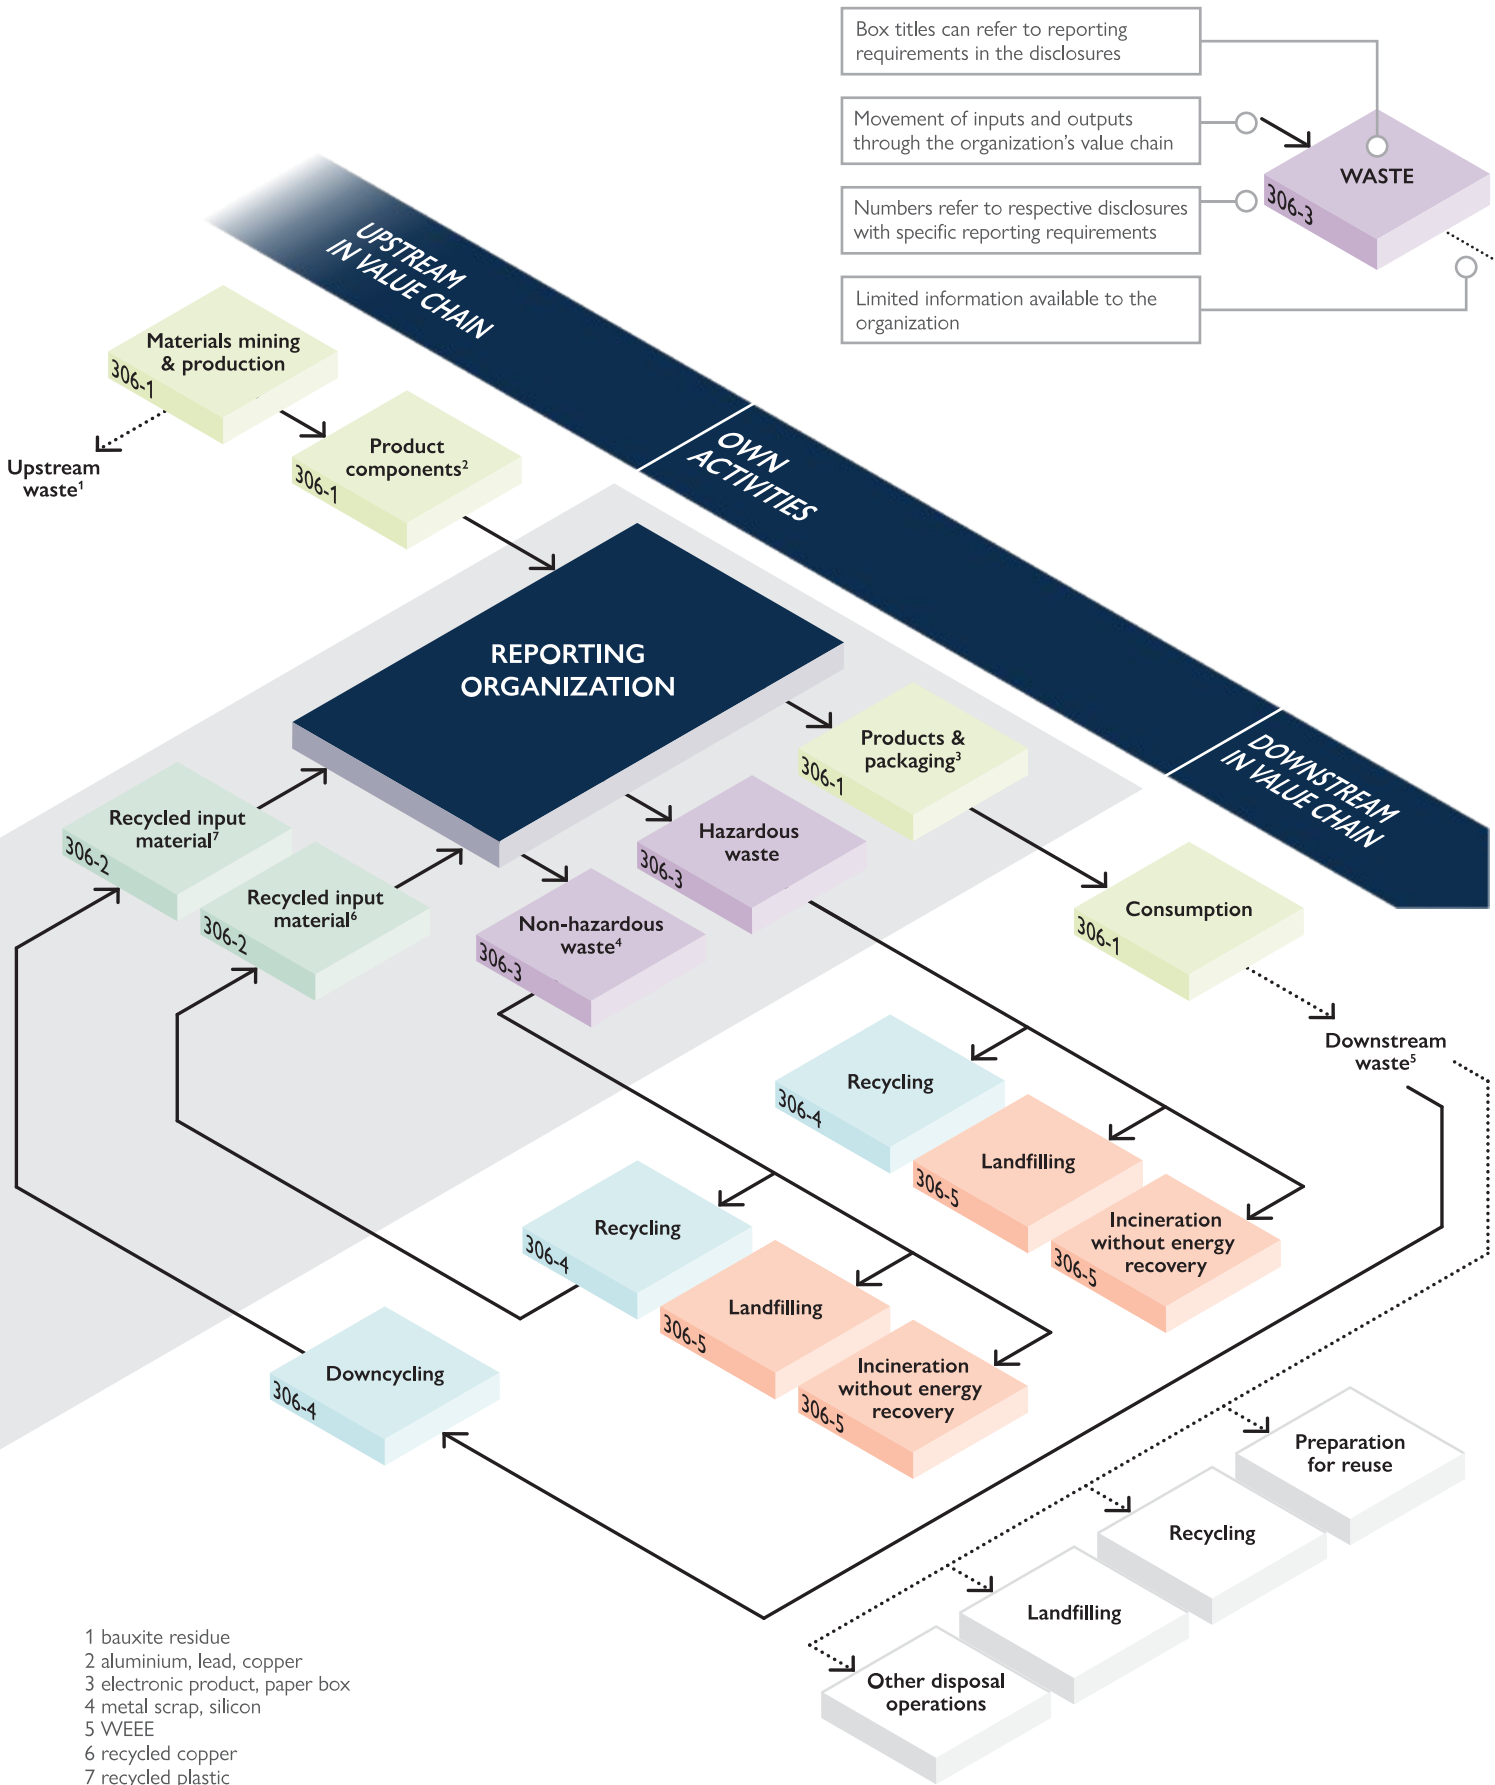 Box titles can refer to reporting
requirements in the disclosures
Movement of inputs and outputs
through the organization's value chain
Numbers refer to respective disclosures
with specific reporting requirements
Limited information available to the
organization
WASTE
306-3
UPSTREAM
IN VALUE CHAIN
OWN
ACTIVITIES
DOWNSTREAM
IN VALUE CHAIN
Materials mining
& production
306-1
Upstream
waste¹
Product
components²
306-1
REPORTING
ORGANIZATION
Products &
packaging³
306-1
Recycled input
material⁷
306-2
Recycled input
material⁶
306-2
Hazardous
waste
306-3
Non-hazardous
waste⁴
306-3
Consumption
306-1
Downstream
waste⁵
Recycling
306-4
Landfilling
306-5
Incineration
without energy
recovery
306-5
Recycling
306-4
Landfilling
306-5
Incineration
without energy
recovery
306-5
Downcycling
306-4
Preparation
for reuse
Recycling
Landfilling
Other disposal
operations
1 bauxite residue
2 aluminium, lead, copper
3 electronic product, paper box
4 metal scrap, silicon
5 WEEE
6 recycled copper
7 recycled plastic